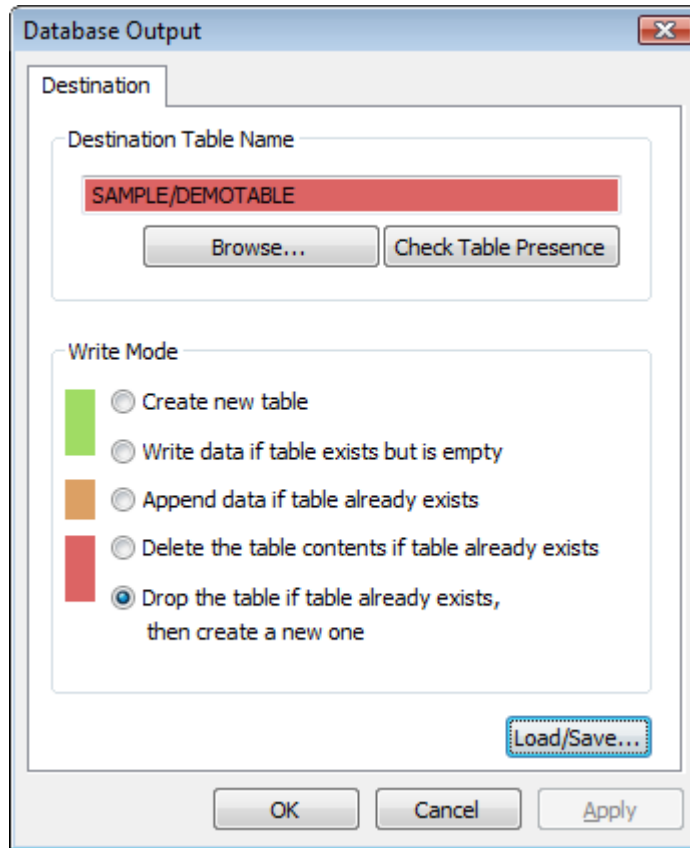 Database Output
Destination
Destination Table Name
SAMPLE/DEMOTABLE
Browse...
Check Table Presence
Write Mode
Create new table
Write data if table exists but is empty
Append data if table already exists
Delete the table contents if table already exists
Drop the table if table already exists,
then create a new one
Load/Save...
OK
Cancel
Apply